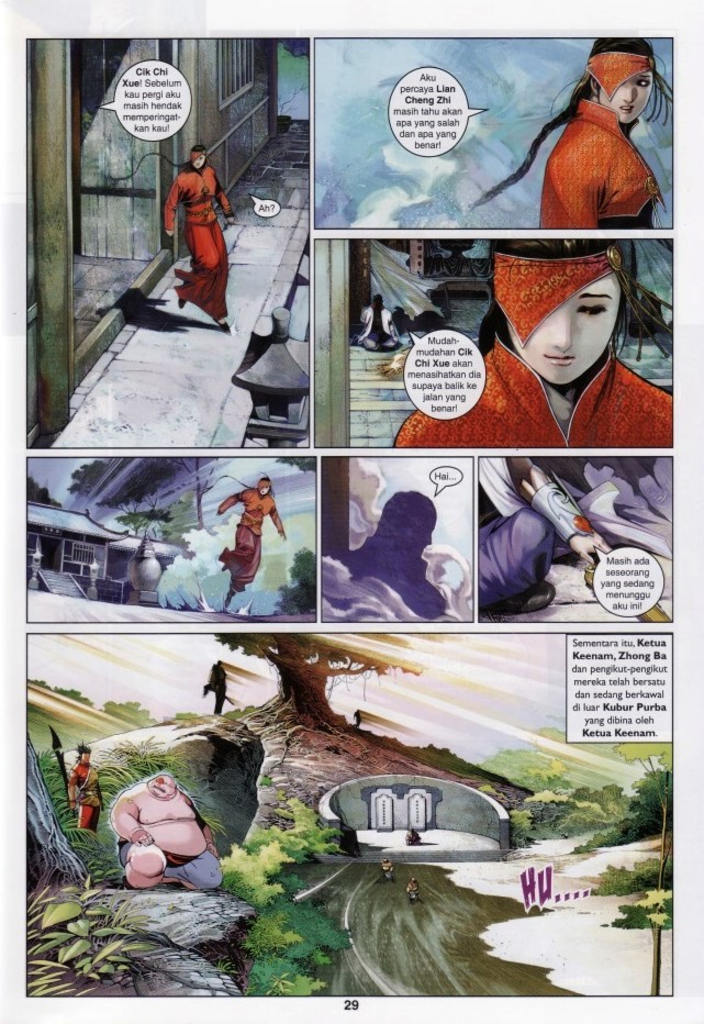 Cik Chi
Xue! Sebelum
kau pergi aku
masih hendak
memperingat-
kan kau!
Ah?
Aku
percaya Lian
Cheng Zhi
masih tahu akan
apa yang salah
dan apa yang
benar!
Mudah-
mudahan Cik
Chi Xue akan
menasihatkan dia
supaya balik ke
jalan yang
benar!
Hai...
Masih ada
seseorang
yang sedang
menunggu
aku ini!
Sementara itu, Ketua
Keenam, Zhong Ba
dan pengikut-pengikut
mereka telah bersatu
dan sedang berkawal
di luar Kubur Purba
yang dibina oleh
Ketua Keenam.
HU....
29